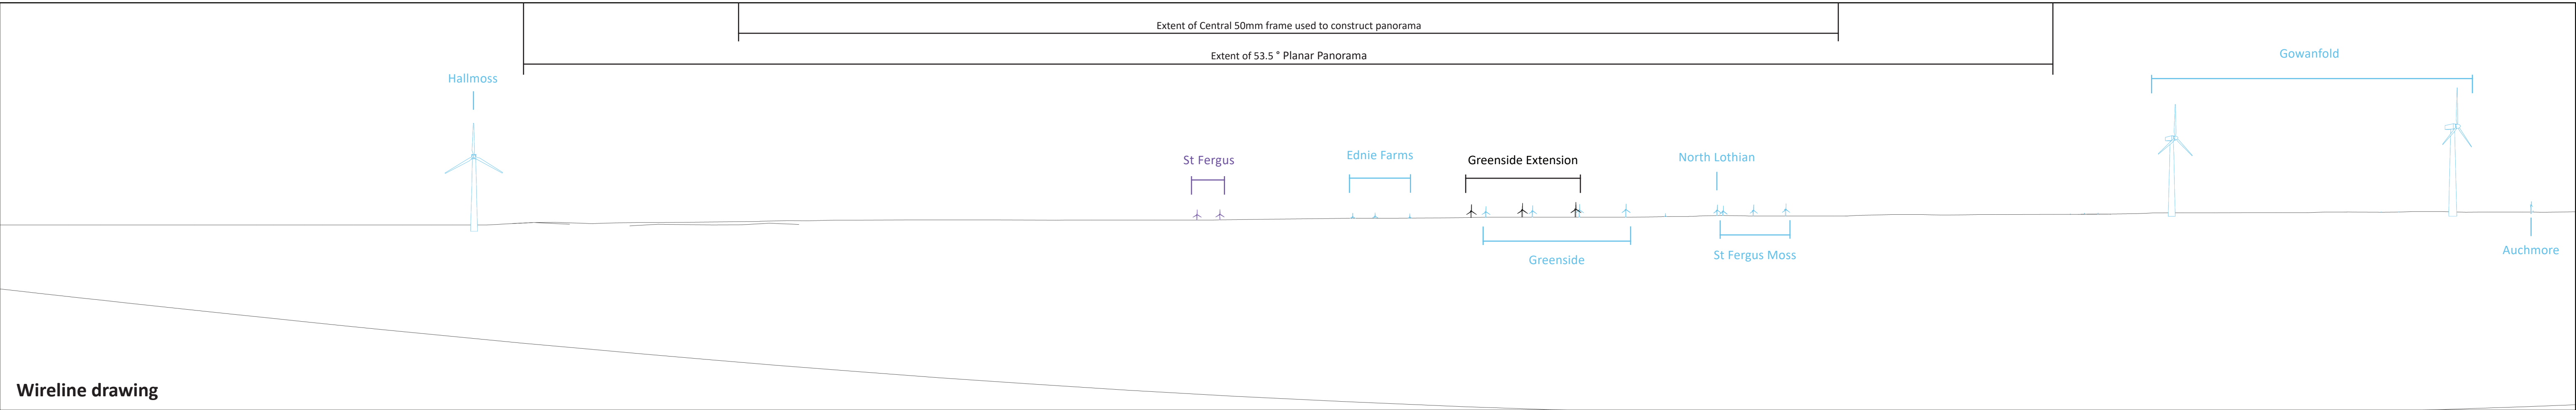 Extent of Central 50mm frame used to construct panorama
Extent of 53.5 ° Planar Panorama
Gowanfold
Hallmoss
St Fergus
Ednie Farms
Greenside Extension
North Lothian
Greenside
St Fergus Moss
Auchmore
Wireline drawing